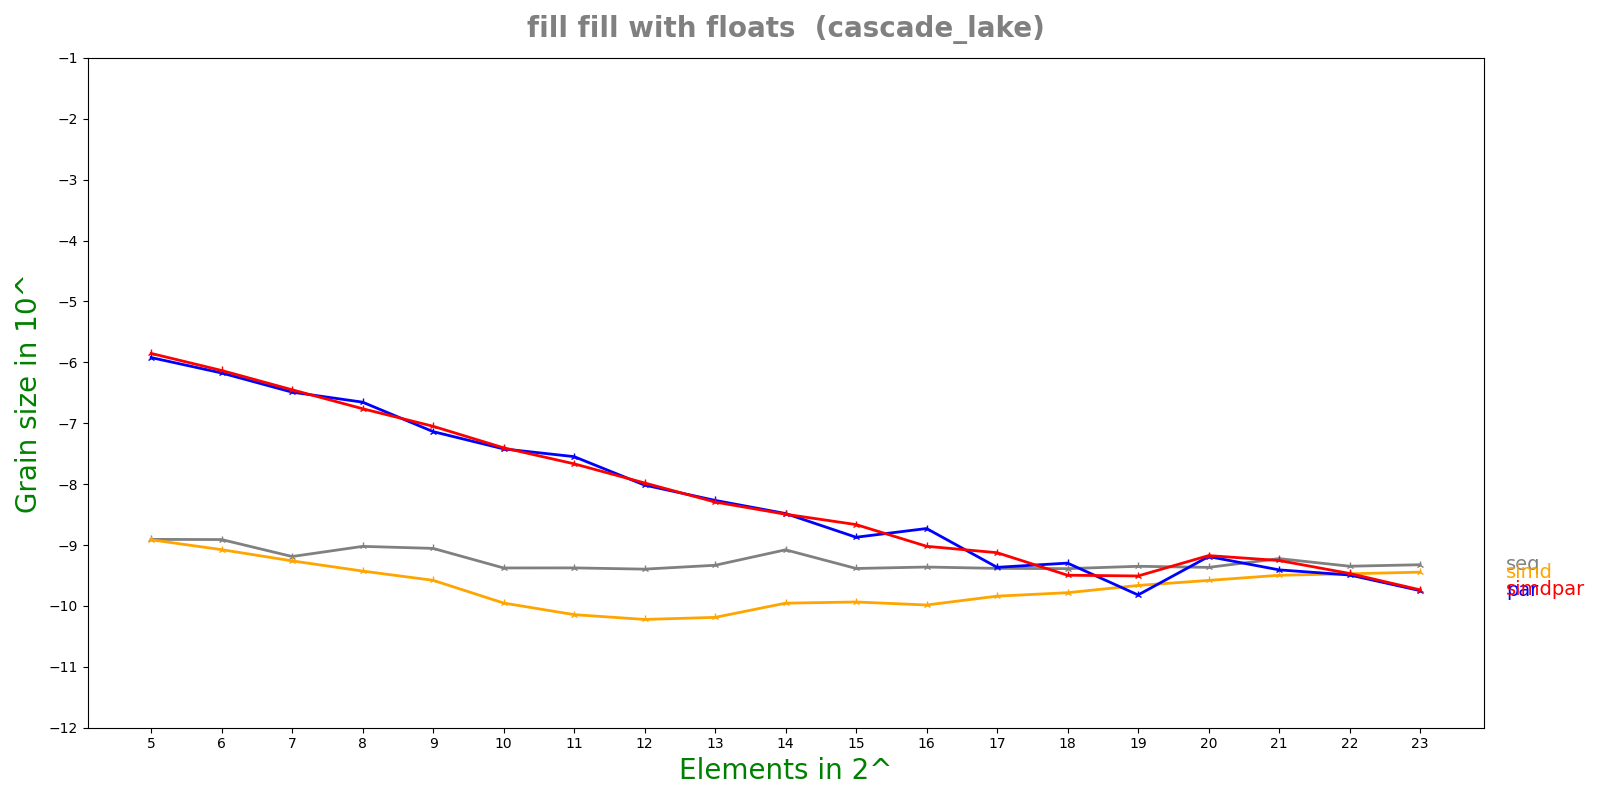 fill fill with floats (cascade_lake)
Grain size in 10^
−1
−2
−3
−4
−5
−6
−7
−8
−9
−10
−11
−12
5 6 7 8 9 10 11 12 13 14 15 16 17 18 19 20 21 22 23
Elements in 2^
seq
simd
simdpar
par